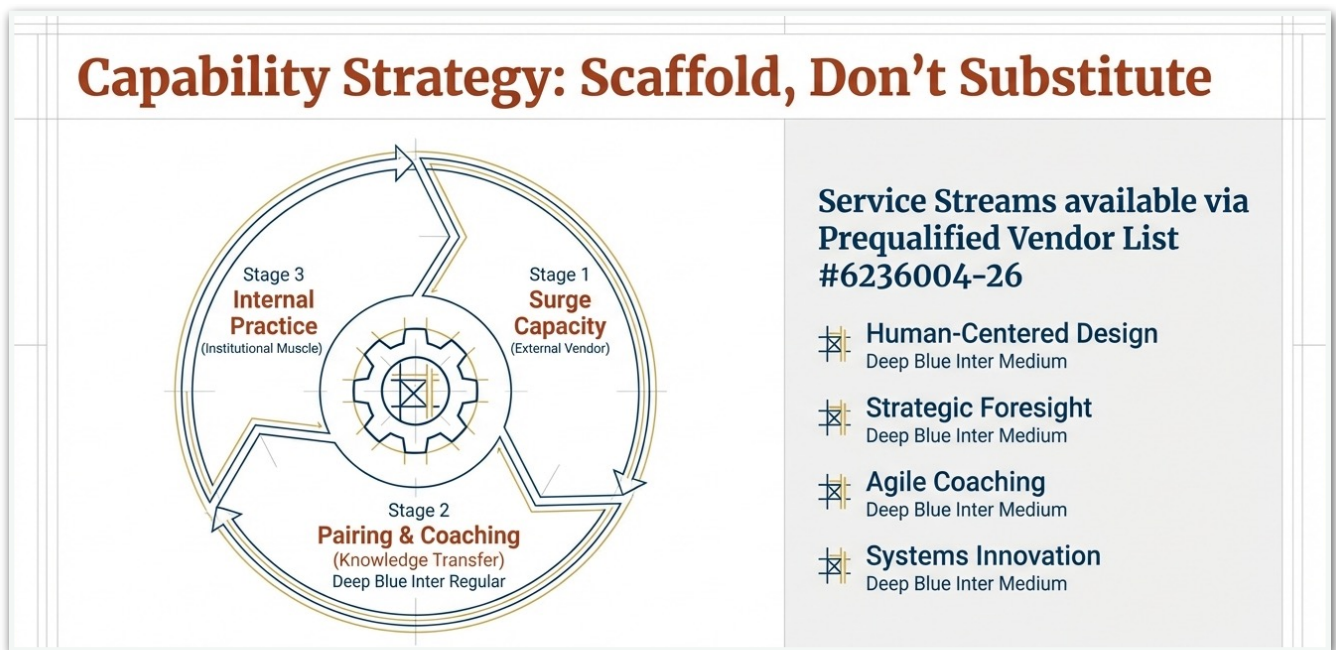 Capability Strategy: Scaffold, Don’t Substitute
Stage 3
Internal
Practice
(Institutional Muscle)
Stage 1
Surge
Capacity
(External Vendor)
Stage 2
Pairing & Coaching
(Knowledge Transfer)
Deep Blue Inter Regular
Service Streams available via
Prequalified Vendor List
#6236004-26
Human-Centered Design
Deep Blue Inter Medium
Strategic Foresight
Deep Blue Inter Medium
Agile Coaching
Deep Blue Inter Medium
Systems Innovation
Deep Blue Inter Medium